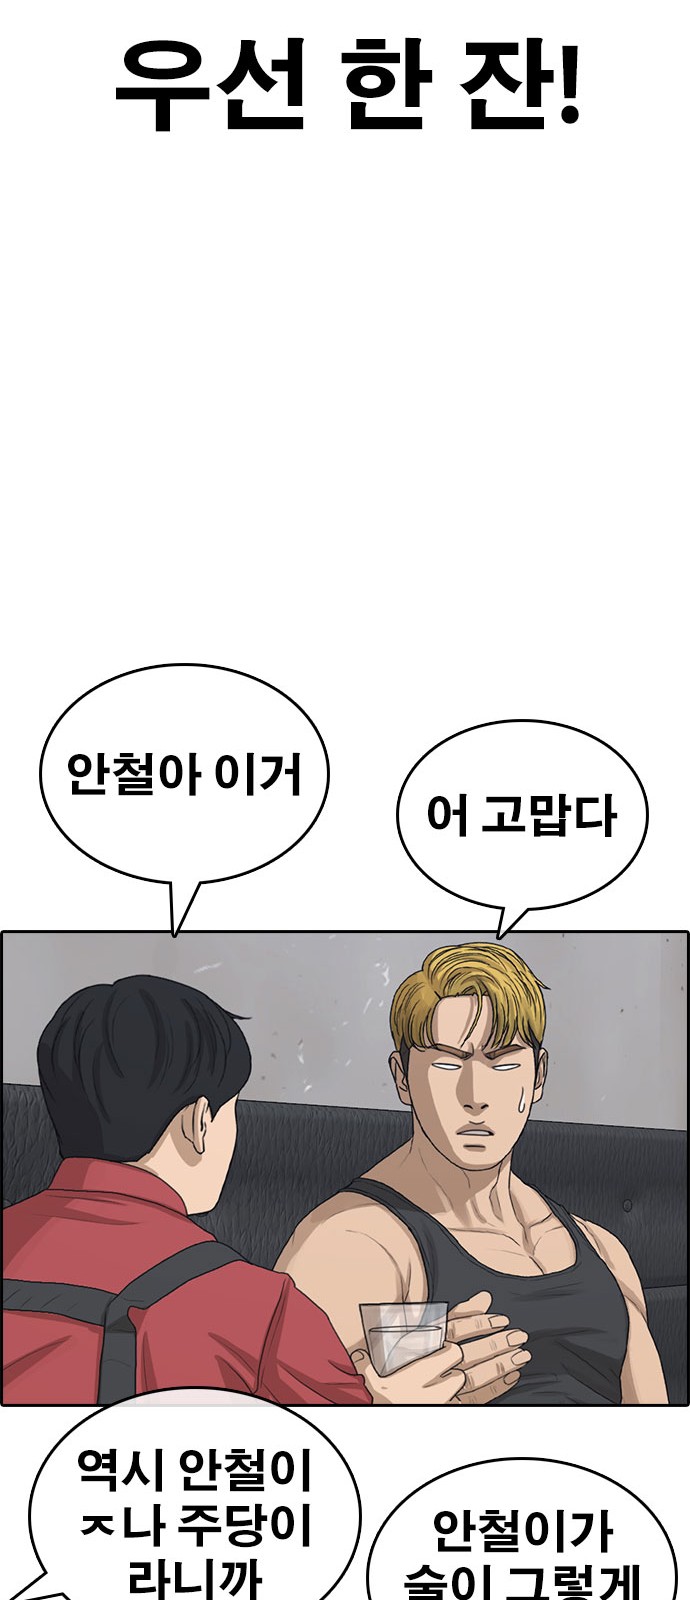 우선 한 잔!
안철아 이거
어 고맙다
역시 안철이
ㅈ나 주당이
라니까
안철이가
술이 그렇게